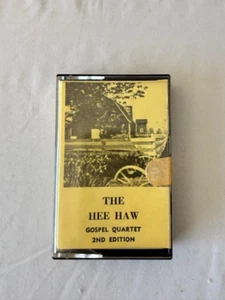 THE
HEE HAW
GOSPEL QUARTET
2ND EDITION